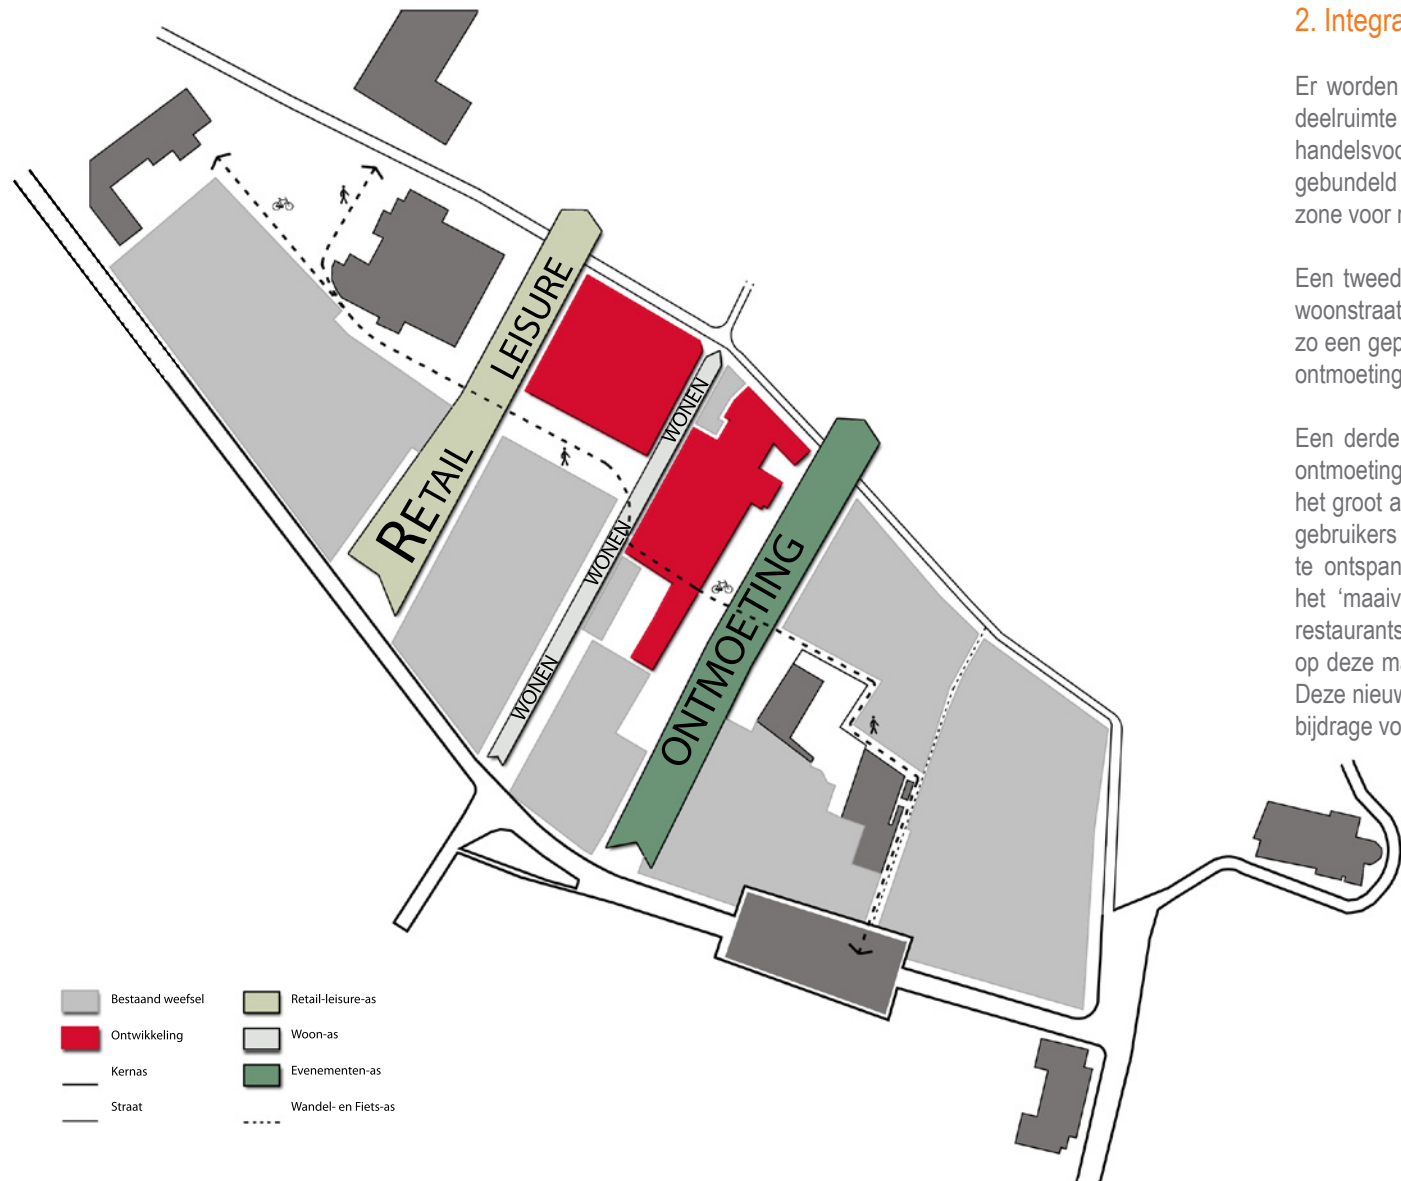 2. Integra
Er worden
deelruimte
handelsvoo
gebundeld
zone voor
Een tweed
woonstraat
zo een gep
ontmoeting
Een derde
ontmoeting
het groot a
gebruikers
te ontspan
het ‘maaiv
restaurants
op deze ma
Deze nieuw
bijdrage vo
RETAIL LEISURE
WONEN
WONEN
WONEN
ONTMOETING
Bestaand weefsel
Ontwikkeling
Kernas
Straat
Retail-leisure-as
Woon-as
Evenementen-as
Wandel- en Fiets-as